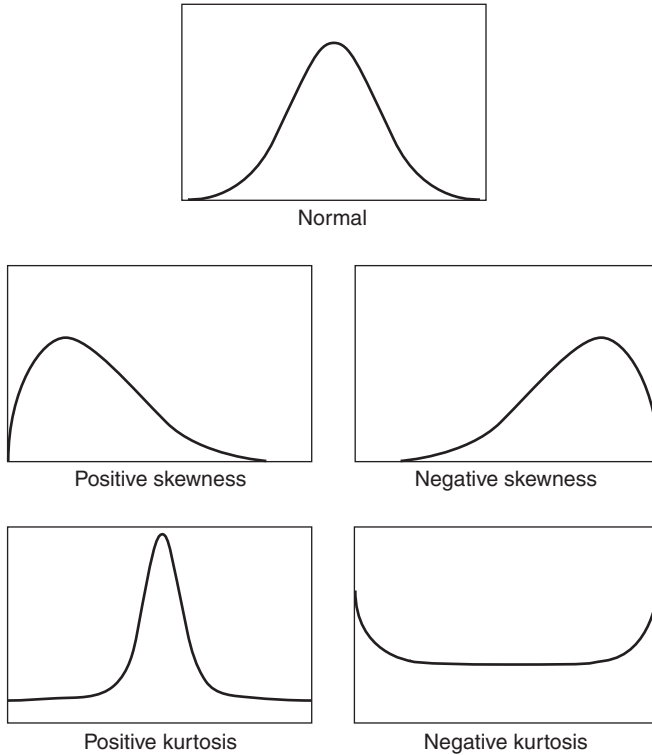 Normal
Positive skewness
Negative skewness
Positive kurtosis
Negative kurtosis